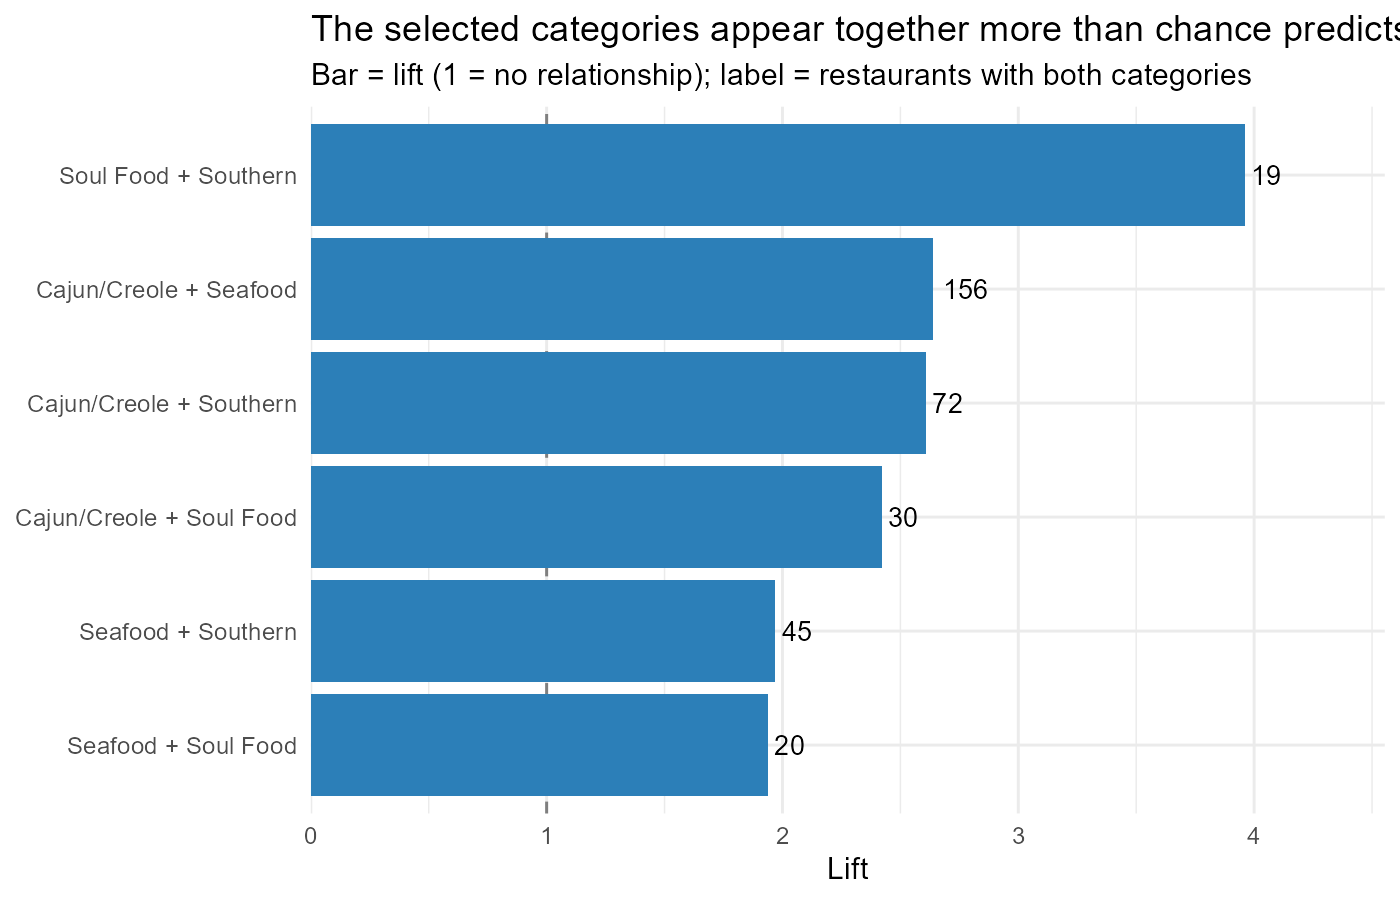 The selected categories appear together more than chance predicts
Bar = lift (1 = no relationship); label = restaurants with both categories
Soul Food + Southern
19
Cajun/Creole + Seafood
156
Cajun/Creole + Southern
72
Cajun/Creole + Soul Food
30
Seafood + Southern
45
Seafood + Soul Food
20
0 1 2 3 4
Lift